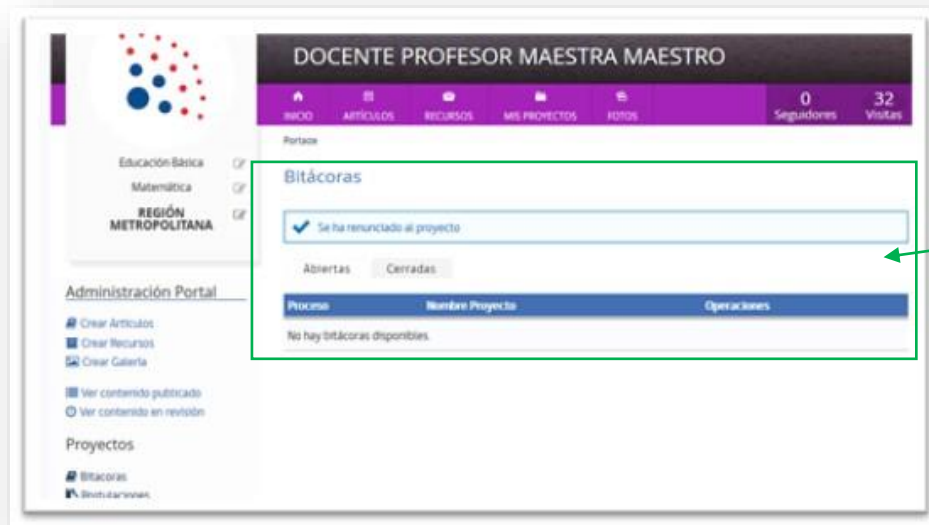 DOCENTE PROFESOR MAESTRA MAESTRO
INICIO ARTÍCULOS RECURSOS MIS PROYECTOS FOTOS
0 Seguidores
32 Visitas
Portada
Educación Básica
Matemática
REGIÓN
METROPOLITANA
Bitácoras
Se ha renunciado al proyecto
Abiertas Cerradas
Proceso Nombre Proyecto Operaciones
No hay bitácoras disponibles.
Administración Portal
Crear Artículos
Crear Recursos
Crear Galería
Ver contenido publicado
Ver contenido en revisión
Proyectos
Bitacoras
Postulaciones